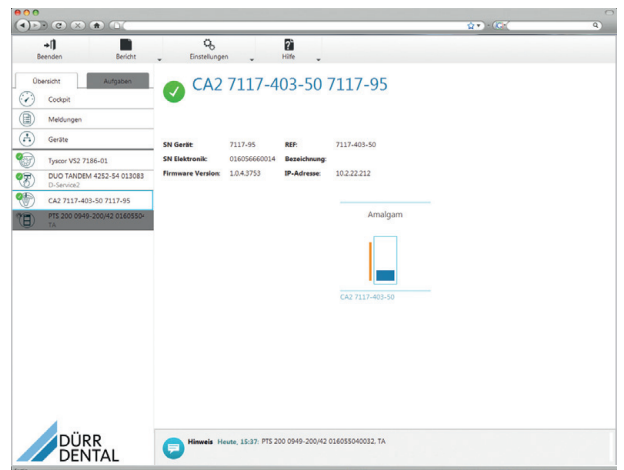 Beenden Bericht Einstellungen Hilfe
Übersicht Aufgaben
Cockpit
Meldungen
Geräte
Tyscor VS2 7186-01
DUO TANDEM 4252-54 013083
D-Service2
CA2 7117-403-50 7117-95
PTS 200 0949-200/42 0160550
TA
CA2 7117-403-50 7117-95
SN Gerät: 7117-95 REF: 7117-403-50
SN Elektronik: 016056660014 Bezeichnung:
Firmware Version: 1.0.4.3753 IP-Adresse: 10.2.22.212
Amalgam
CA2 7117-403-50
DÜRR
DENTAL
Hinweis Heute, 15:37: PTS 200 0949-200/42 016055040032. TA